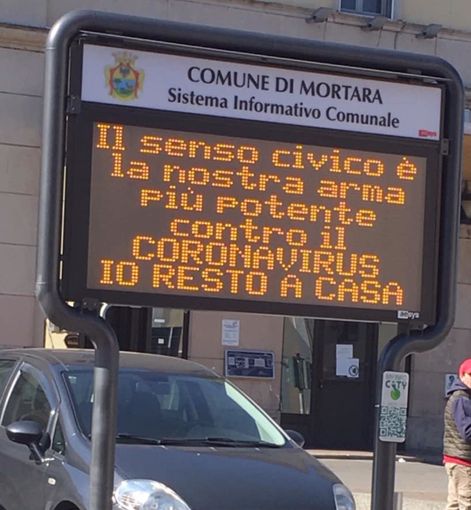 COMUNE DI MORTARA
Sistema Informativo Comunale
Il senso civico è
la nostra arma
più potente
contro il
CORONAVIRUS
IO RESTO A CASA
CITY